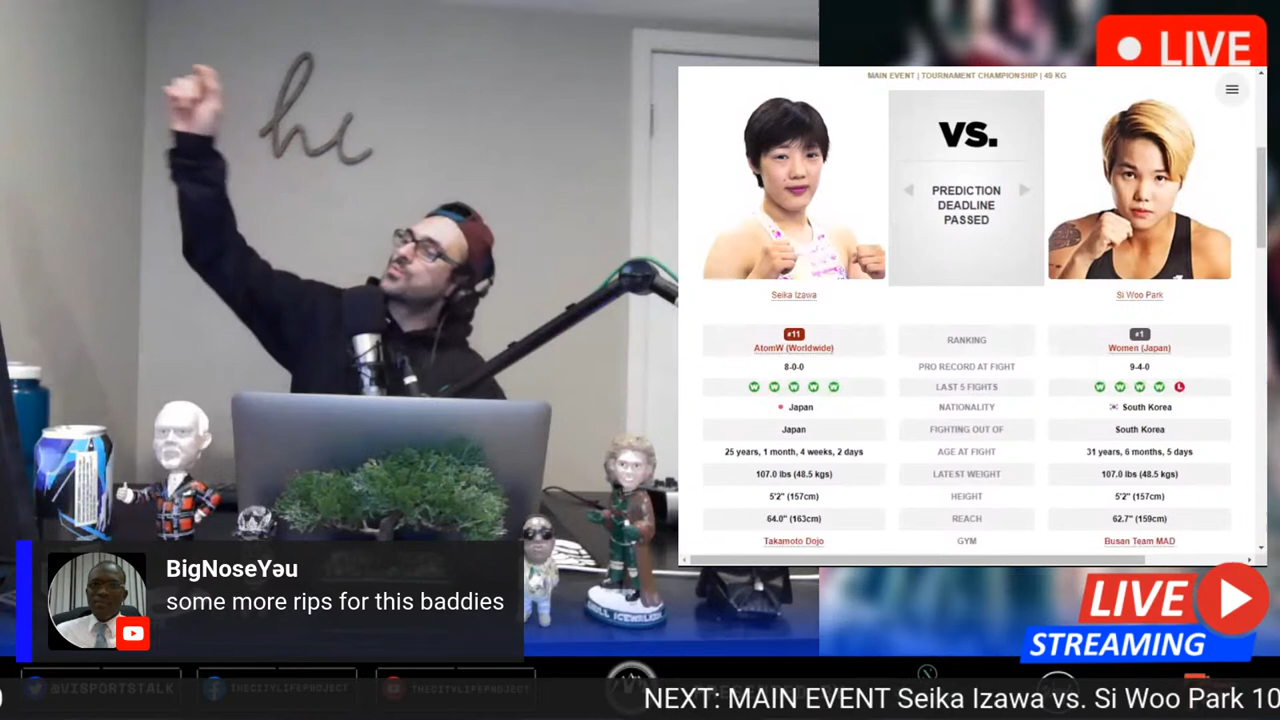 hi
LIVE
MAIN EVENT | TOURNAMENT CHAMPIONSHIP | 49 KG
VS.
PREDICTION
DEADLINE
PASSED
Seika Izawa
Si Woo Park
#11
RANKING
#1
AtomW (Worldwide)
Women (Japan)
8-0-0
PRO RECORD AT FIGHT
9-4-0
W W W W W
LAST 5 FIGHTS
W W W W L
Japan
NATIONALITY
South Korea
Japan
FIGHTING OUT OF
South Korea
25 years, 1 month, 4 weeks, 2 days
AGE AT FIGHT
31 years, 6 months, 5 days
107.0 lbs (48.5 kgs)
LATEST WEIGHT
107.0 lbs (48.5 kgs)
5'2" (157cm)
HEIGHT
5'2" (157cm)
64.0" (163cm)
REACH
62.7" (159cm)
Takamoto Dojo
GYM
Busan Team MAD
BigNoseYəu
some more rips for this baddies
LIVE
STREAMING
@VISPORTSTALK
THECITYLIFEPROJECT
THECITYLIFEPROJECT
NEXT: MAIN EVENT Seika Izawa vs. Si Woo Park 10